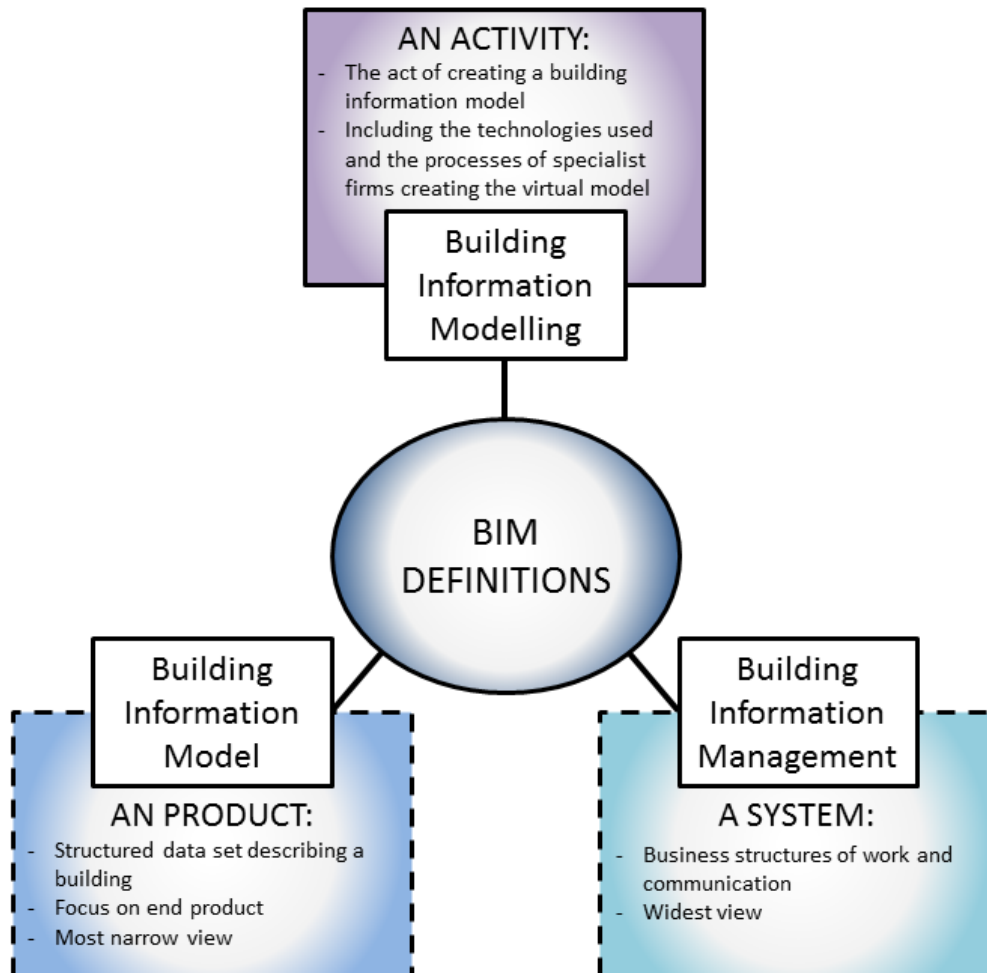 AN ACTIVITY:
- The act of creating a building
information model
- Including the technologies used
and the processes of specialist
firms creating the virtual model
Building
Information
Modelling
BIM
DEFINITIONS
Building
Information
Model
AN PRODUCT:
- Structured data set describing a
building
- Focus on end product
- Most narrow view
Building
Information
Management
A SYSTEM:
- Business structures of work and
communication
- Widest view